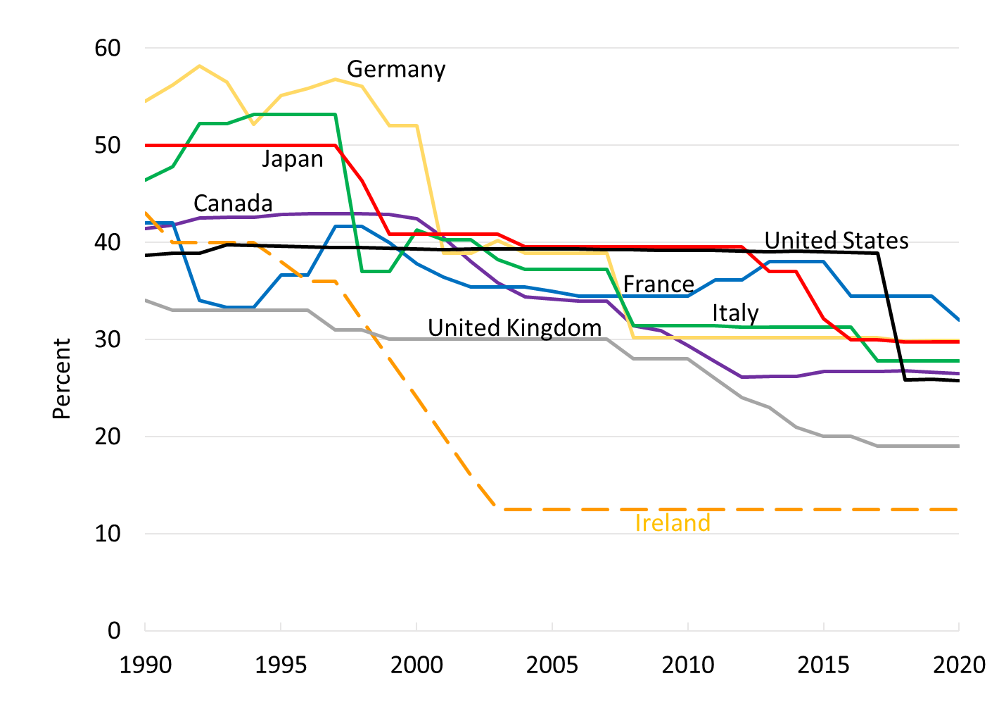 60
Germany
50
Japan
Canada
40
United States
France
Italy
United Kingdom
30
Percent
20
Ireland
10
0
1990 1995 2000 2005 2010 2015 2020